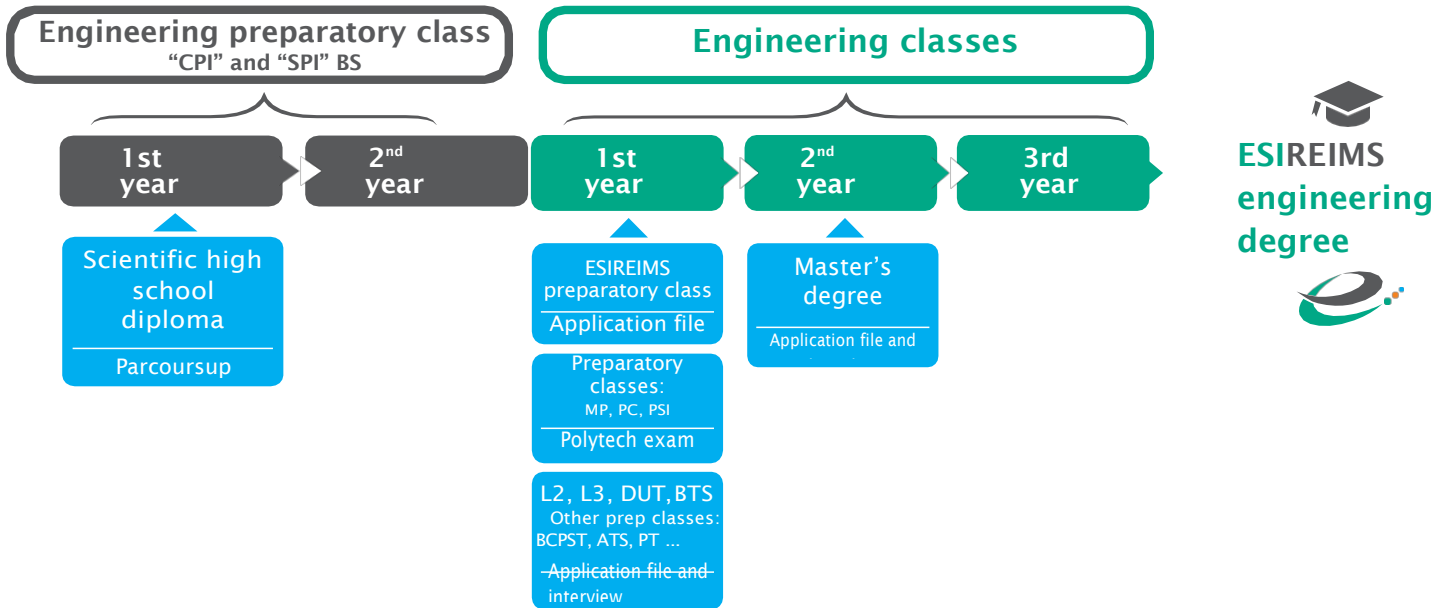 Engineering preparatory class
“CPI” and “SPI” BS
Engineering classes
1st
year
2nd
year
1st
year
2nd
year
3rd
year
ESIREIMS
engineering
degree
Scientific high
school
diploma
Parcoursup
ESIREIMS
preparatory class
Application file
Preparatory
classes:
MP, PC, PSI
Polytech exam
L2, L3, DUT, BTS
Other prep classes:
BCPST, ATS, PT ...
Application file and
interview
Master’s
degree
Application file and